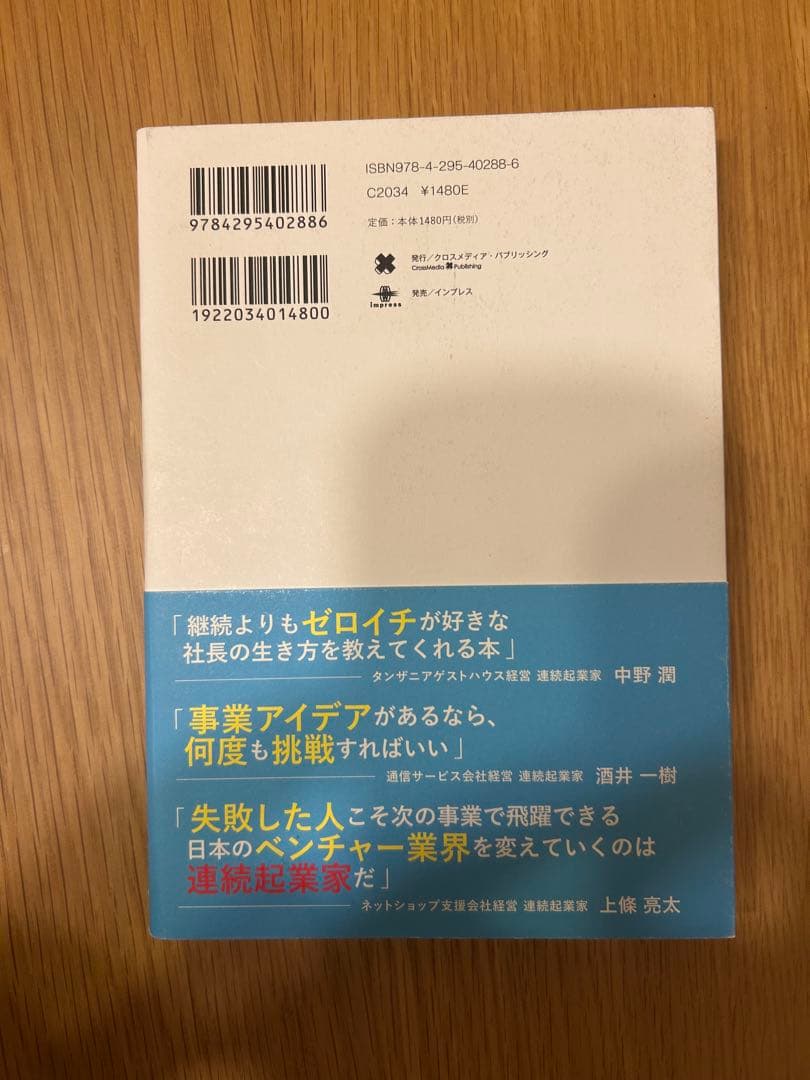 ISBN978-4-295-40288-6
C2034 ¥1480E
定価：本体1480円（税別）
9784295402886
発行／クロスメディア・パブリッシング
CrossMedia Publishing
impress
発売／インプレス
1922034014800
「継続よりもゼロイチが好きな
社長の生き方を教えてくれる本」
タンザニアゲストハウス経営 連続起業家 中野 潤
「事業アイデアがあるなら、
何度も挑戦すればいい」
通信サービス会社経営 連続起業家 酒井 一樹
「失敗した人こそ次の事業で飛躍できる
日本のベンチャー業界を変えていくのは
連続起業家だ」
ネットショップ支援会社経営 連続起業家 上條 亮太